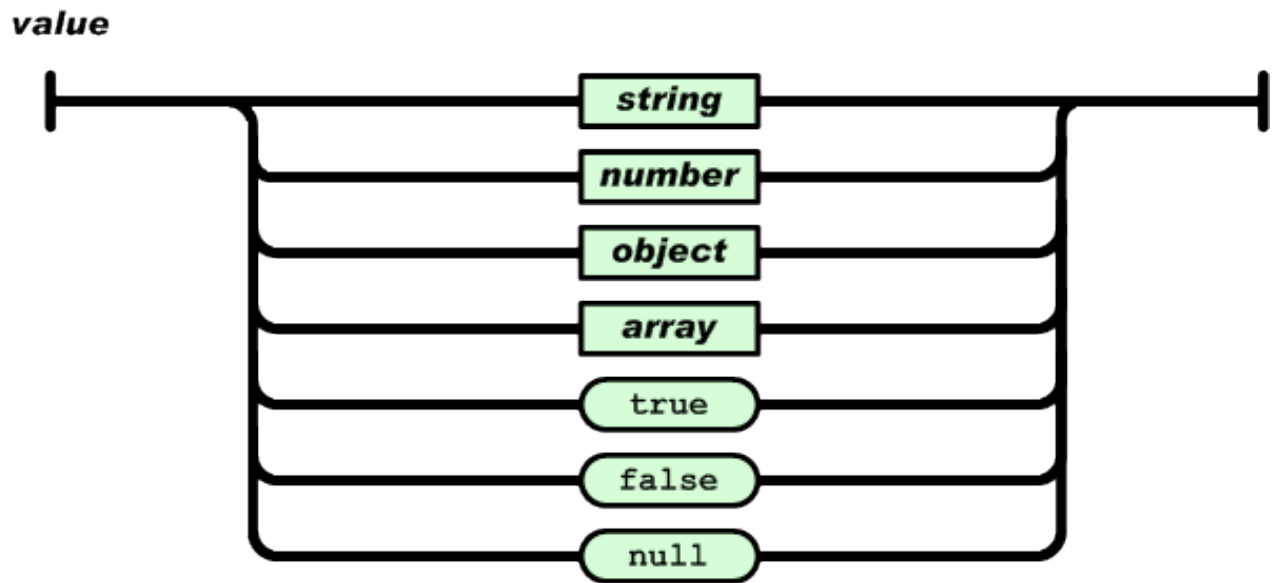 value
string
number
object
array
true
false
null